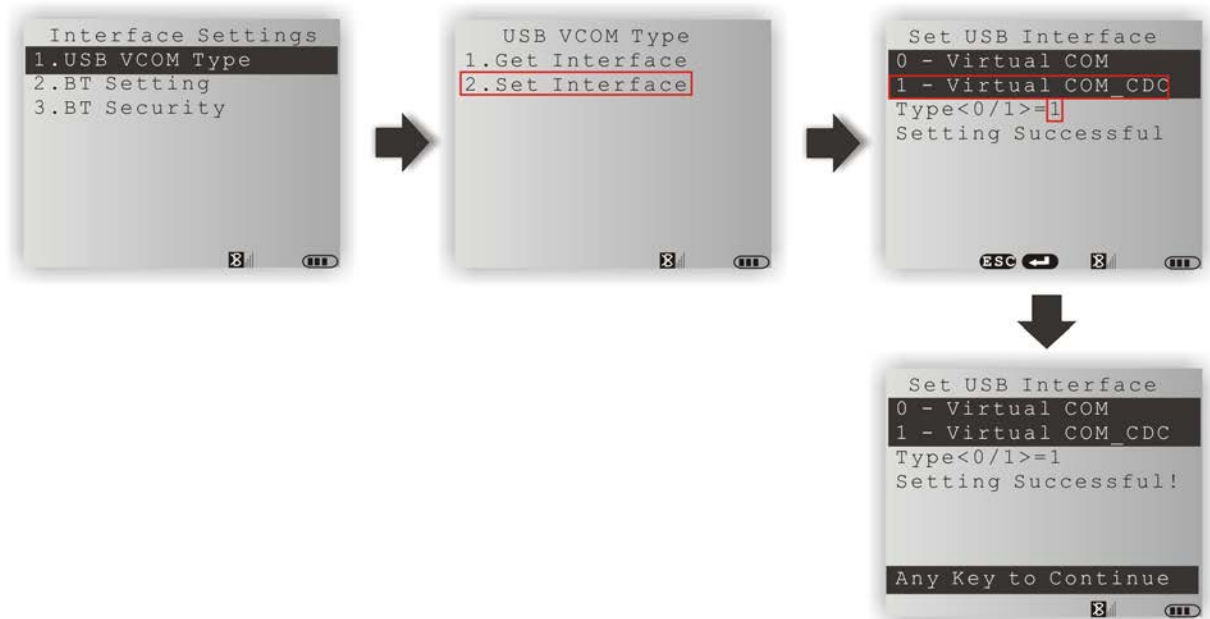 Interface Settings
1.USB VCOM Type
2.BT Setting
3.BT Security
USB VCOM Type
1.Get Interface
2.Set Interface
Set USB Interface
0 - Virtual COM
1 - Virtual COM_CDC
Type<0/1>=1
Setting Successful
ESC
Set USB Interface
0 - Virtual COM
1 - Virtual COM_CDC
Type<0/1>=1
Setting Successful!
Any Key to Continue